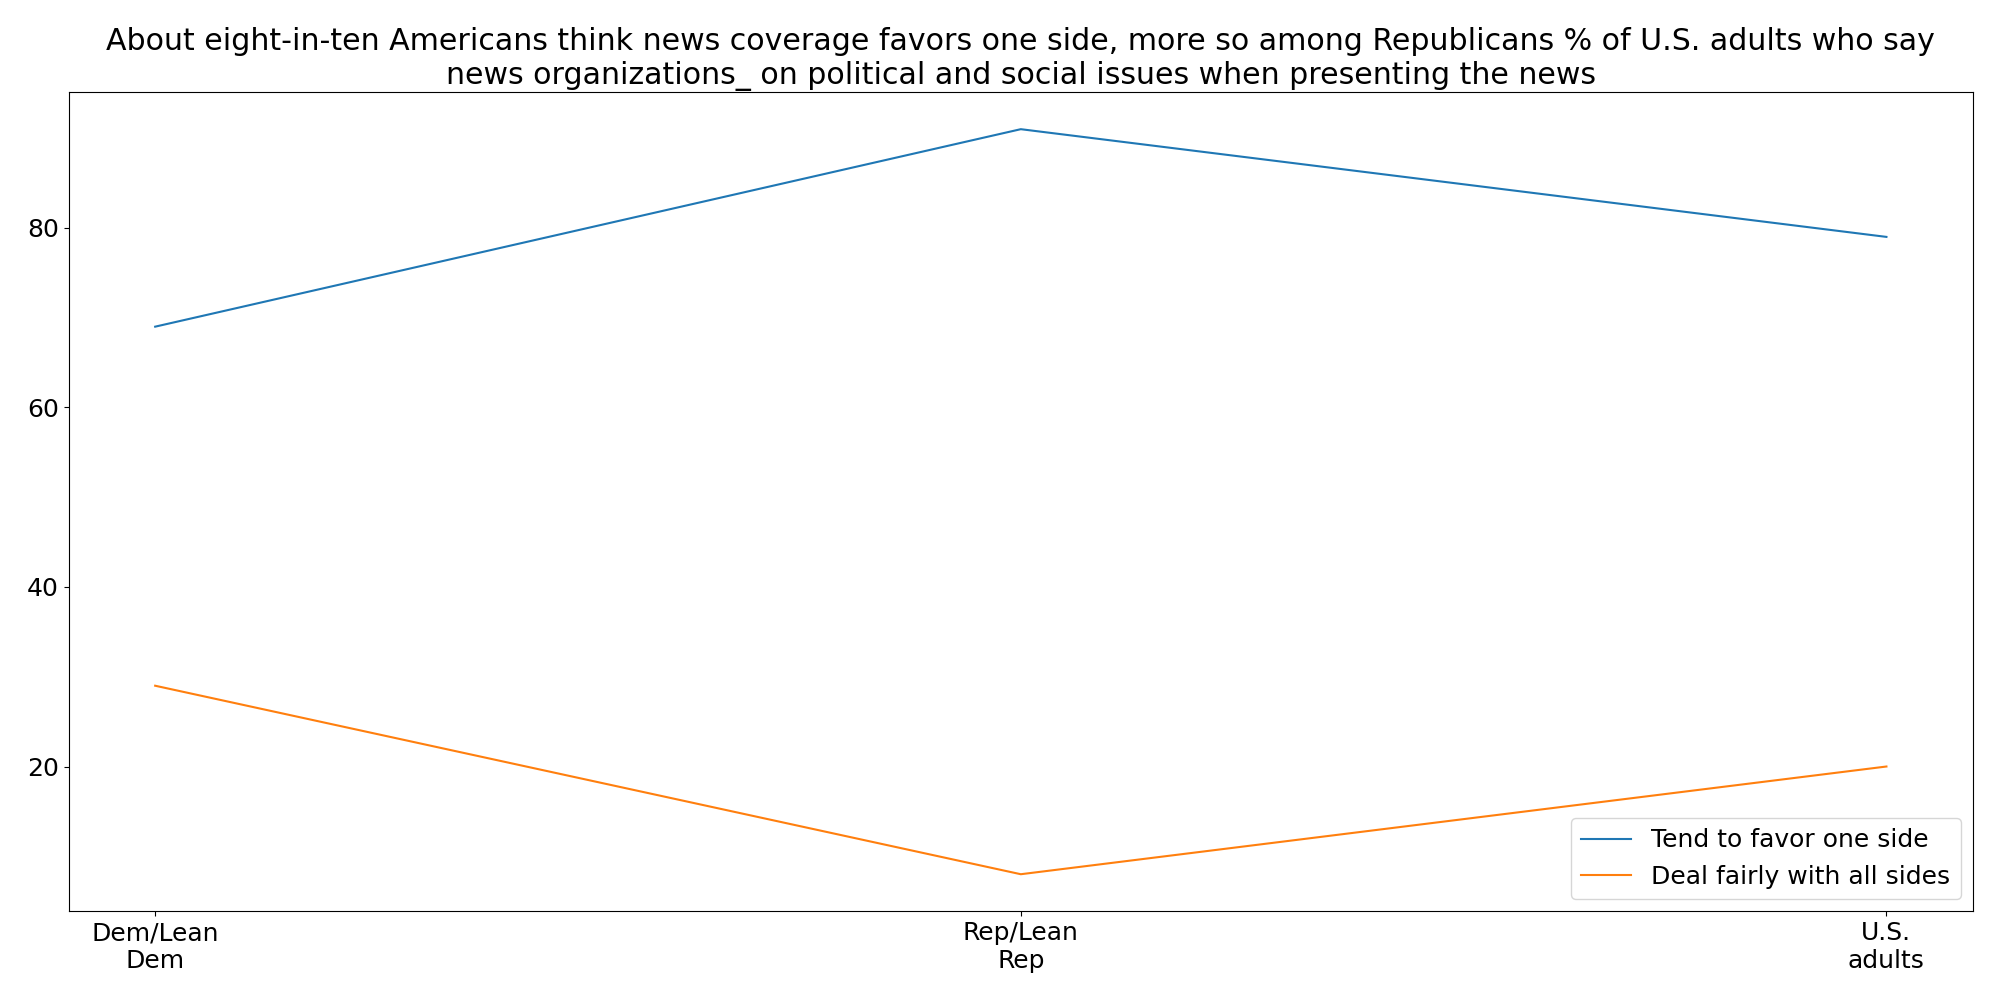 About eight-in-ten Americans think news coverage favors one side, more so among Republicans % of U.S. adults who say
news organizations_ on political and social issues when presenting the news
80
60
40
20
Tend to favor one side
Deal fairly with all sides
Dem/Lean
Dem
Rep/Lean
Rep
U.S.
adults